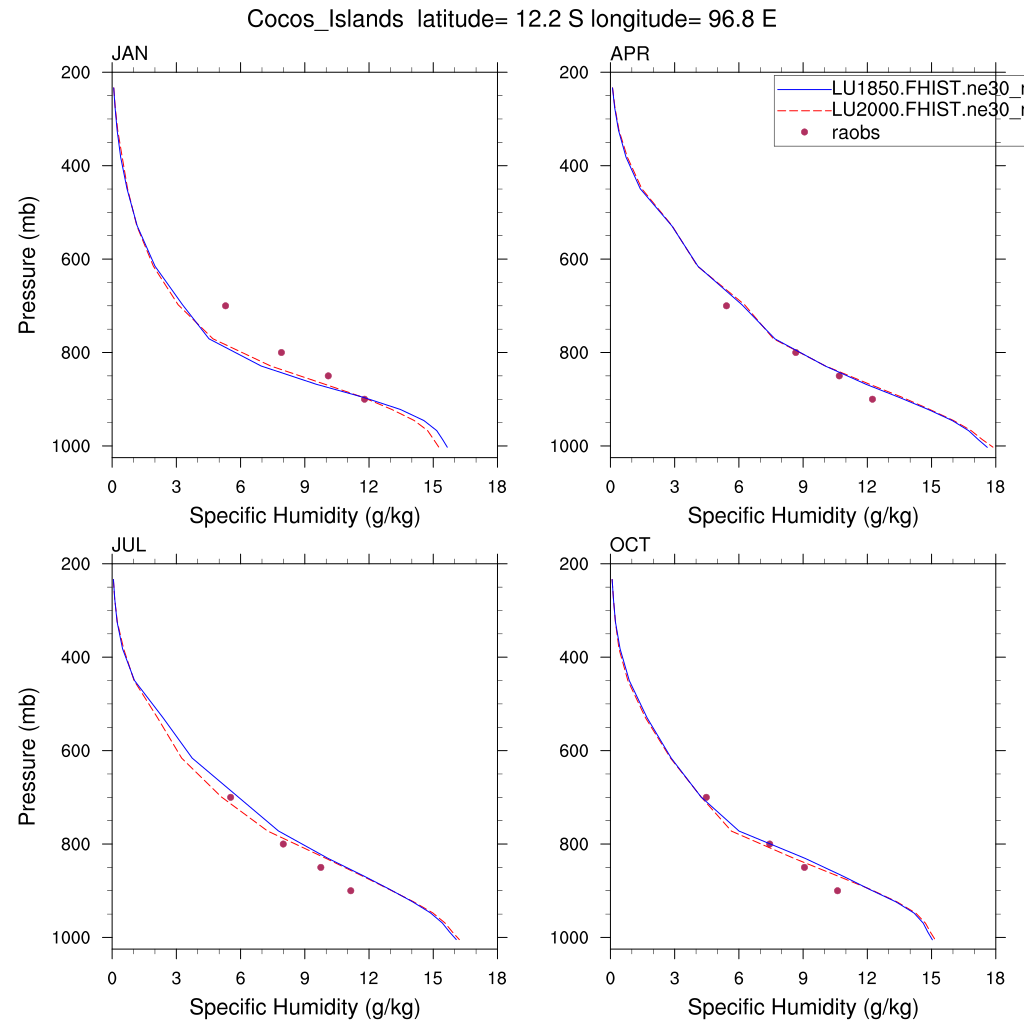 Cocos_Islands  latitude= 12.2 S longitude= 96.8 E
JAN
200
400
600
800
1000
0 3 6 9 12 15 18
Specific Humidity (g/kg)
Pressure (mb)
APR
200
400
600
800
1000
0 3 6 9 12 15 18
Specific Humidity (g/kg)
LU1850.FHIST.ne30_
LU2000.FHIST.ne30_
raobs
JUL
200
400
600
800
1000
0 3 6 9 12 15 18
Specific Humidity (g/kg)
Pressure (mb)
OCT
200
400
600
800
1000
0 3 6 9 12 15 18
Specific Humidity (g/kg)